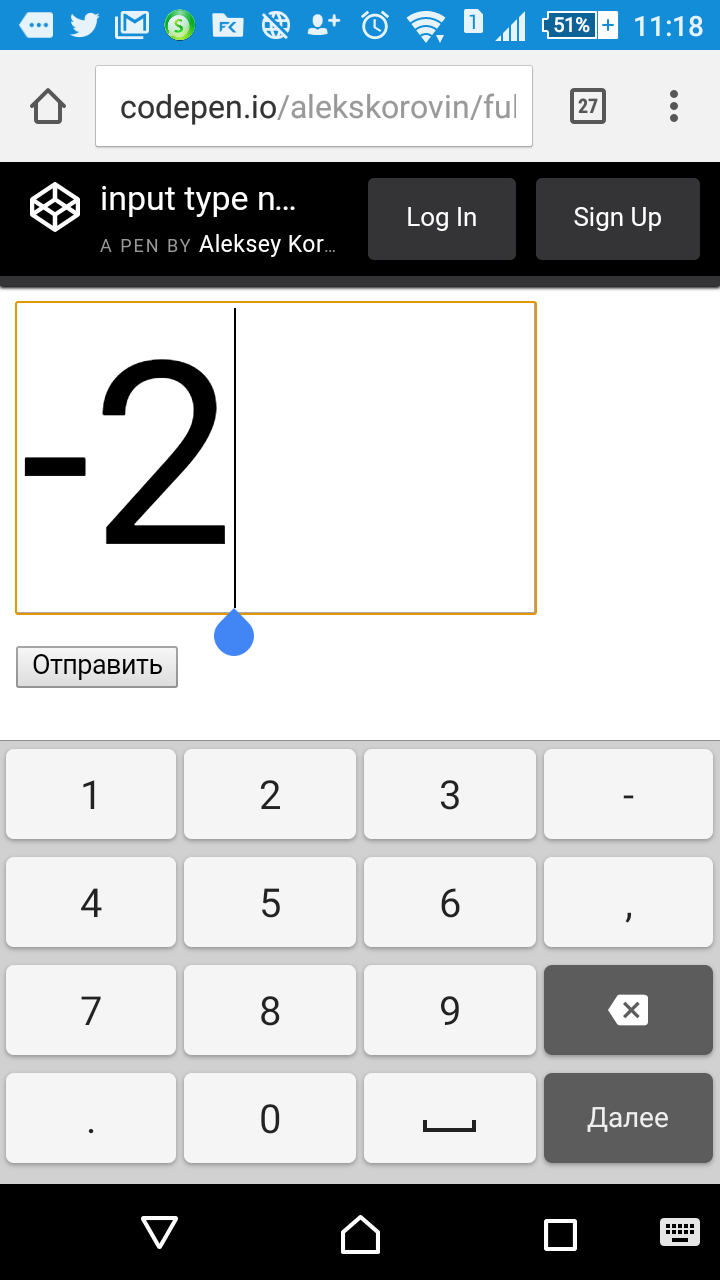 1 51% 11:18
codepen.io/alekskorovin/ful
27
input type n...
A PEN BY Aleksey Kor...
Log In
Sign Up
-2
Отправить
1 2 3 -
4 5 6 ,
7 8 9
. 0 Далее